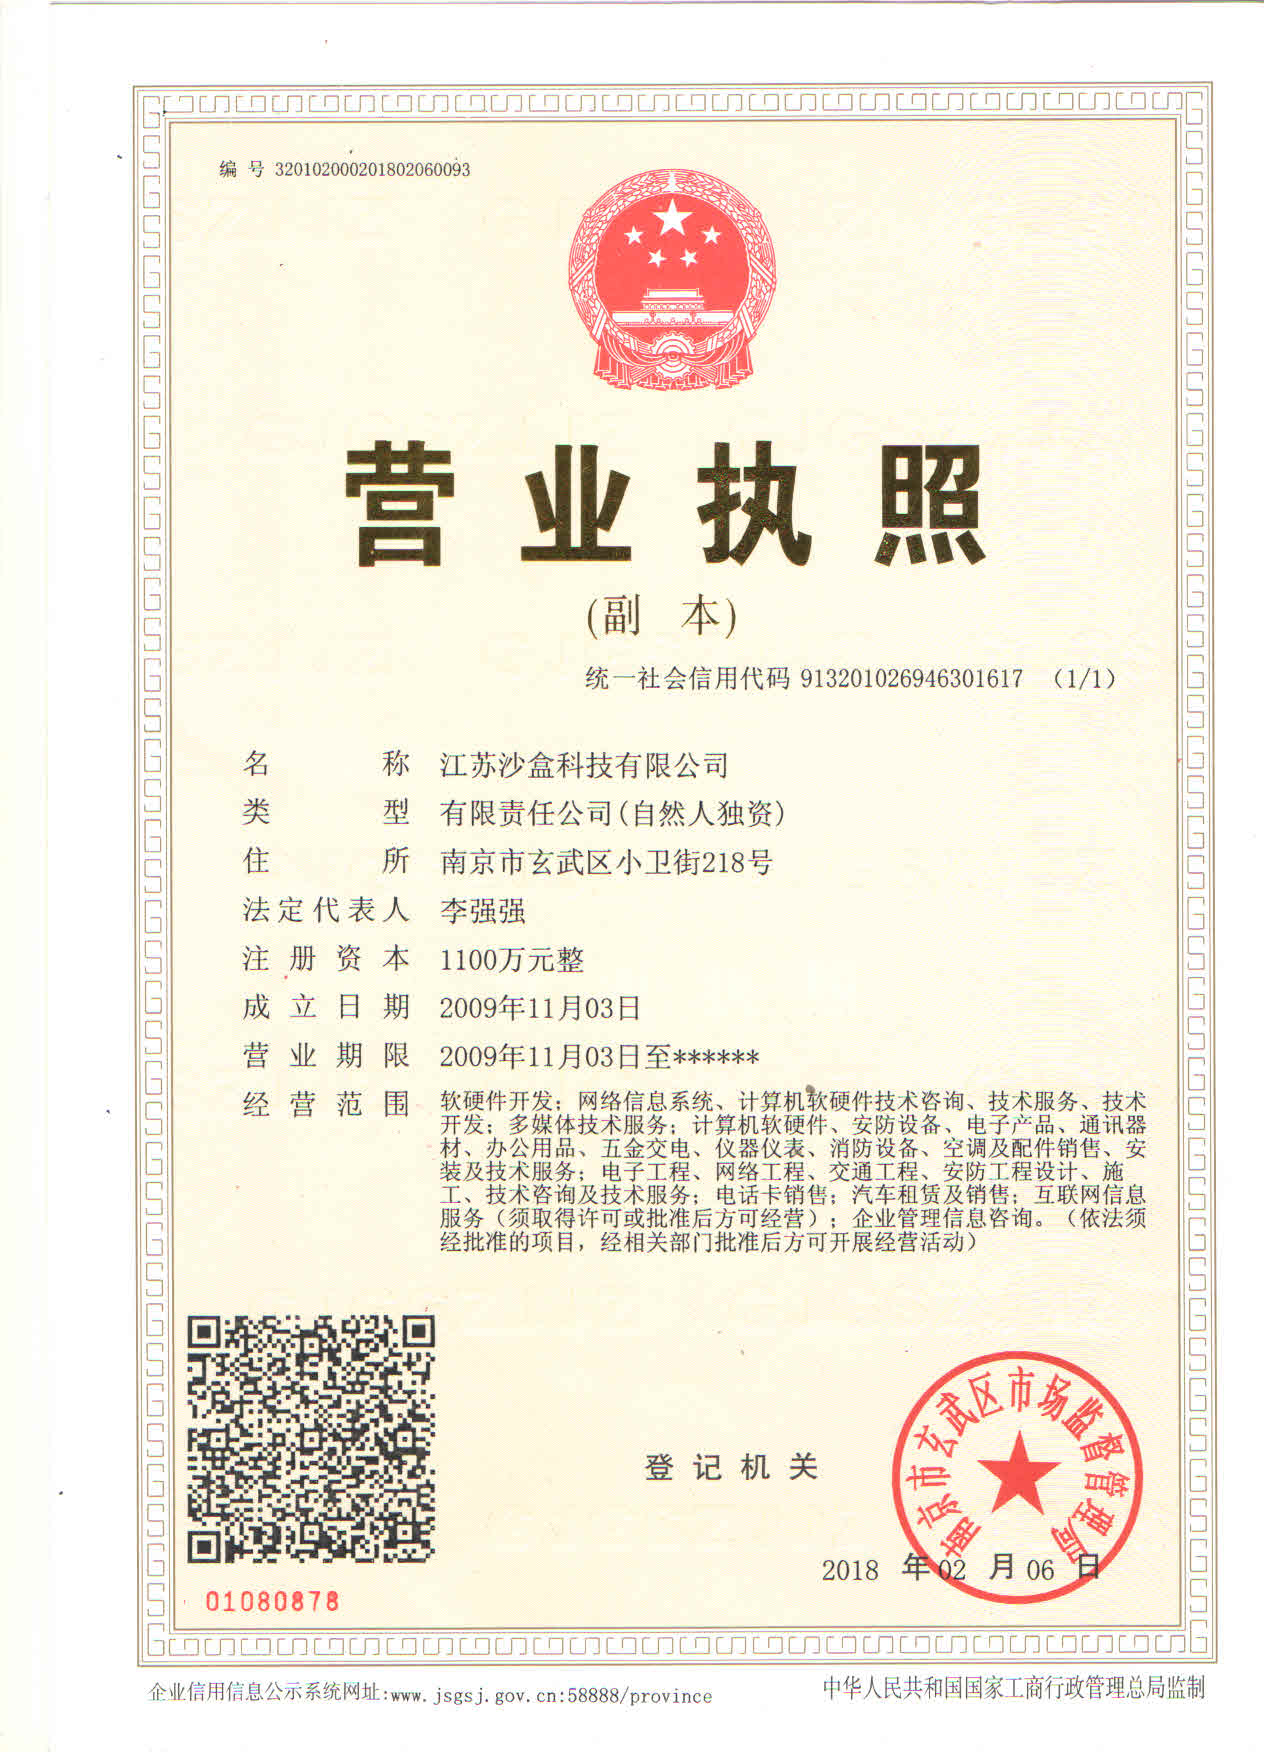 编 号 320102000201802060093
营业执照
(副 本)
统一社会信用代码 913201026946301617 （1/1）
名 称 江苏沙盒科技有限公司
类 型 有限责任公司(自然人独资)
住 所 南京市玄武区小卫街218号
法定代表人 李强强
注册资本 1100万元整
成立日期 2009年11月03日
营业期限 2009年11月03日至******
经营范围 软硬件开发；网络信息系统、计算机软硬件技术咨询、技术服务、技术
开发；多媒体技术服务；计算机软硬件、安防设备、电子产品、通讯器
材、办公用品、五金交电、仪器仪表、消防设备、空调及配件销售、安
装及技术服务；电子工程、网络工程、交通工程、安防工程设计、施
工、技术咨询及技术服务；电话卡销售；汽车租赁及销售；互联网信息
服务（须取得许可或批准后方可经营）；企业管理信息咨询。（依法须
经批准的项目，经相关部门批准后方可开展经营活动）
登记机关
南京市玄武区市场监督管理局
2018 年 02 月 06 日
01080878
企业信用信息公示系统网址:www.jsgsj.gov.cn:58888/province
中华人民共和国国家工商行政管理总局监制